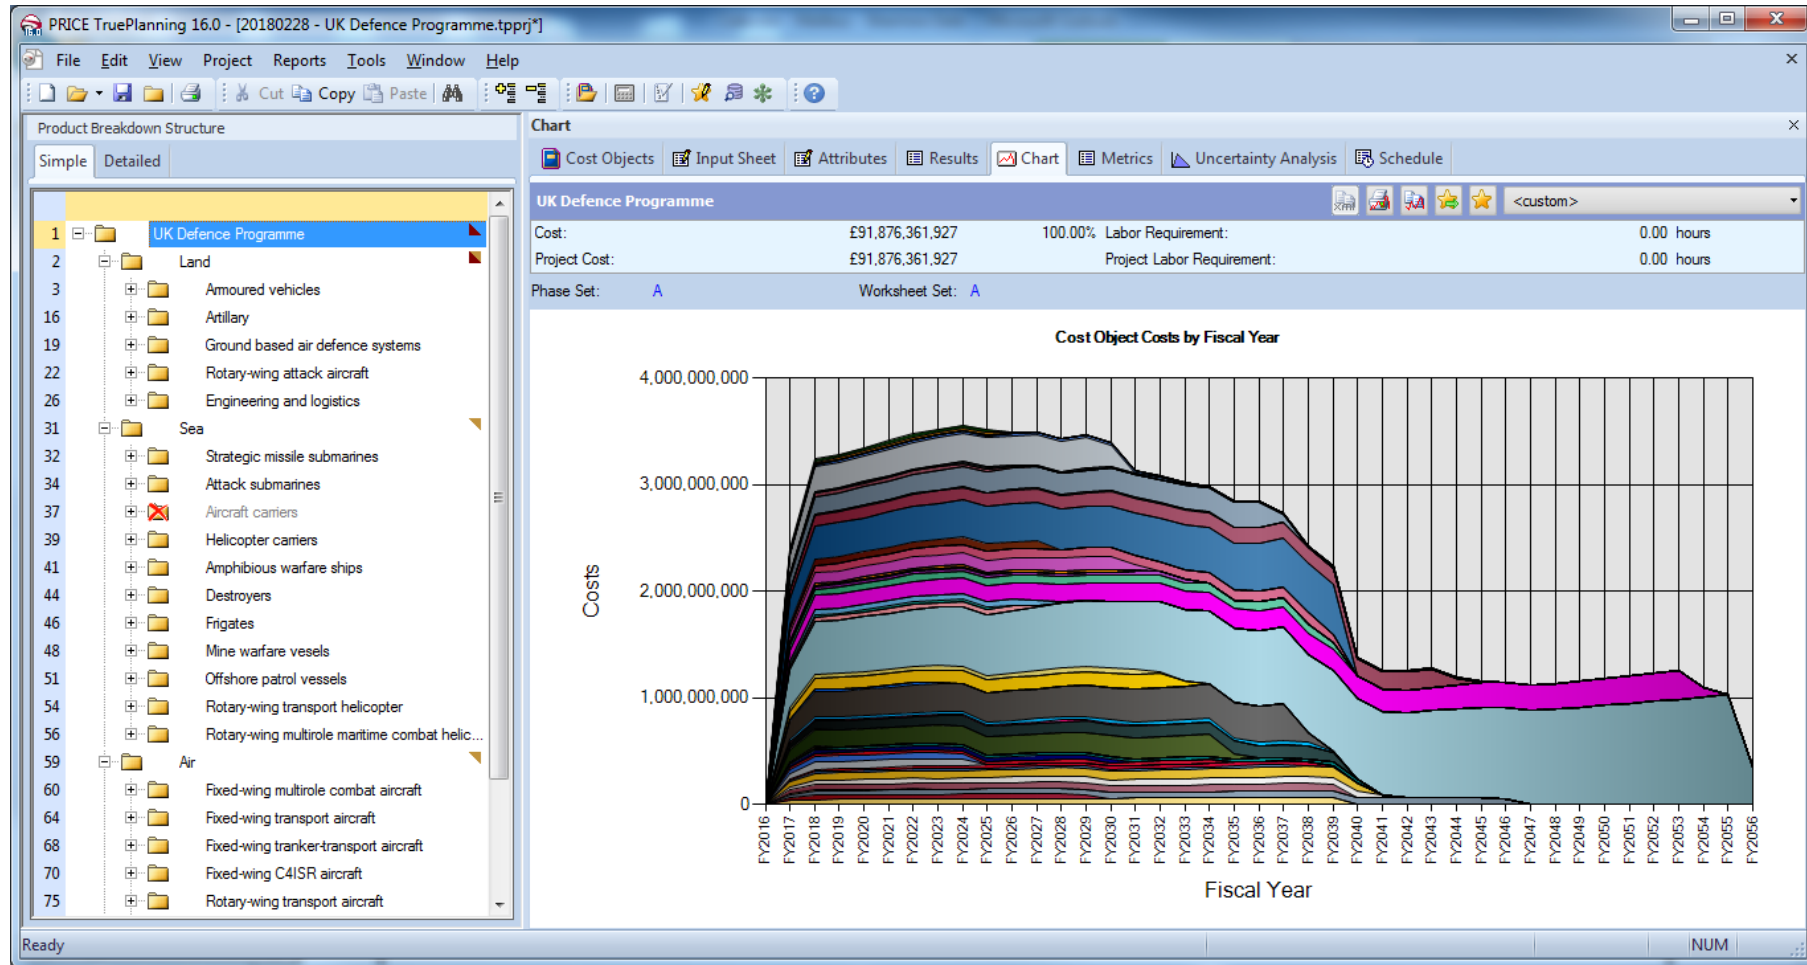 PRICE TruePlanning 16.0 - [20180228 - UK Defence Programme.tpprj*]
File Edit View Project Reports Tools Window Help
Cut Copy Paste
Product Breakdown Structure
Simple Detailed
1 UK Defence Programme
2 Land
3 Armoured vehicles
16 Artillary
19 Ground based air defence systems
22 Rotary-wing attack aircraft
26 Engineering and logistics
31 Sea
32 Strategic missile submarines
34 Attack submarines
37 Aircraft carriers
39 Helicopter carriers
41 Amphibious warfare ships
44 Destroyers
46 Frigates
48 Mine warfare vesels
51 Offshore patrol vessels
54 Rotary-wing transport helicopter
56 Rotary-wing multirole maritime combat helic...
59 Air
60 Fixed-wing multirole combat aircraft
64 Fixed-wing transport aircraft
68 Fixed-wing tranker-transport aircraft
70 Fixed-wing C4ISR aircraft
75 Rotary-wing transport aircraft
Chart
Cost Objects Input Sheet Attributes Results Chart Metrics Uncertainty Analysis Schedule
UK Defence Programme
<custom>
Cost: £91,876,361,927 100.00% Labor Requirement: 0.00 hours
Project Cost: £91,876,361,927 Project Labor Requirement: 0.00 hours
Phase Set: A Worksheet Set: A
Cost Object Costs by Fiscal Year
4,000,000,000
3,000,000,000
2,000,000,000
1,000,000,000
0
Costs
FY2016 FY2017 FY2018 FY2019 FY2020 FY2021 FY2022 FY2023 FY2024 FY2025 FY2026 FY2027 FY2028 FY2029 FY2030 FY2031 FY2032 FY2033 FY2034 FY2035 FY2036 FY2037 FY2038 FY2039 FY2040 FY2041 FY2042 FY2043 FY2044 FY2045 FY2046 FY2047 FY2048 FY2049 FY2050 FY2051 FY2052 FY2053 FY2054 FY2055 FY2056
Fiscal Year
Ready
NUM